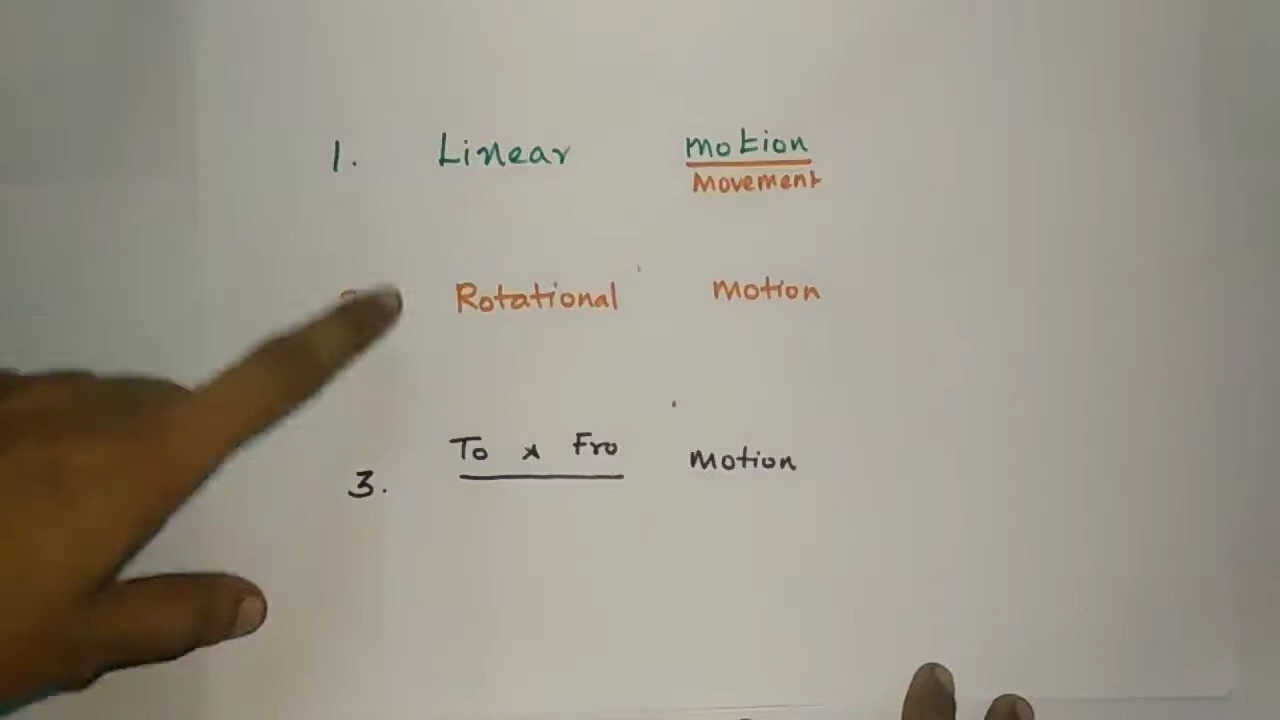 1. Linear motion
Movement
Rotational Motion
To & Fro Motion
3.